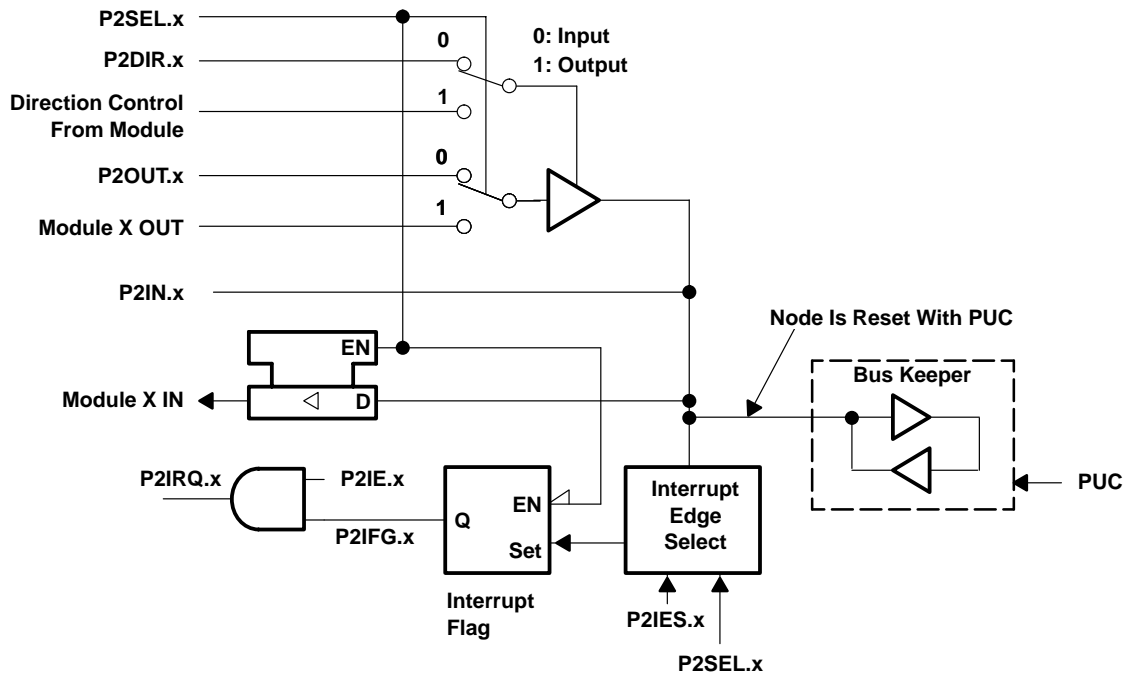 P2SEL.x
0
P2DIR.x
0: Input
1: Output
Direction Control
From Module
1
0
P2OUT.x
1
Module X OUT
P2IN.x
Node Is Reset With PUC
EN
Bus Keeper
Module X IN
D
P2IRQ.x
P2IE.x
P2IFG.x
Q
EN
Set
Interrupt
Edge
Select
PUC
Interrupt
Flag
P2IES.x
P2SEL.x